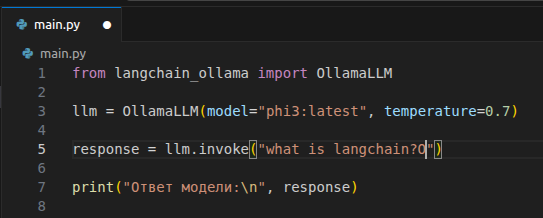 main.py ●
main.py
1 from langchain_ollama import OllamaLLM
2
3 llm = OllamaLLM(model="phi3:latest", temperature=0.7)
4
5 response = llm.invoke("what is langchain?O")
6
7 print("Ответ модели:\n", response)
8